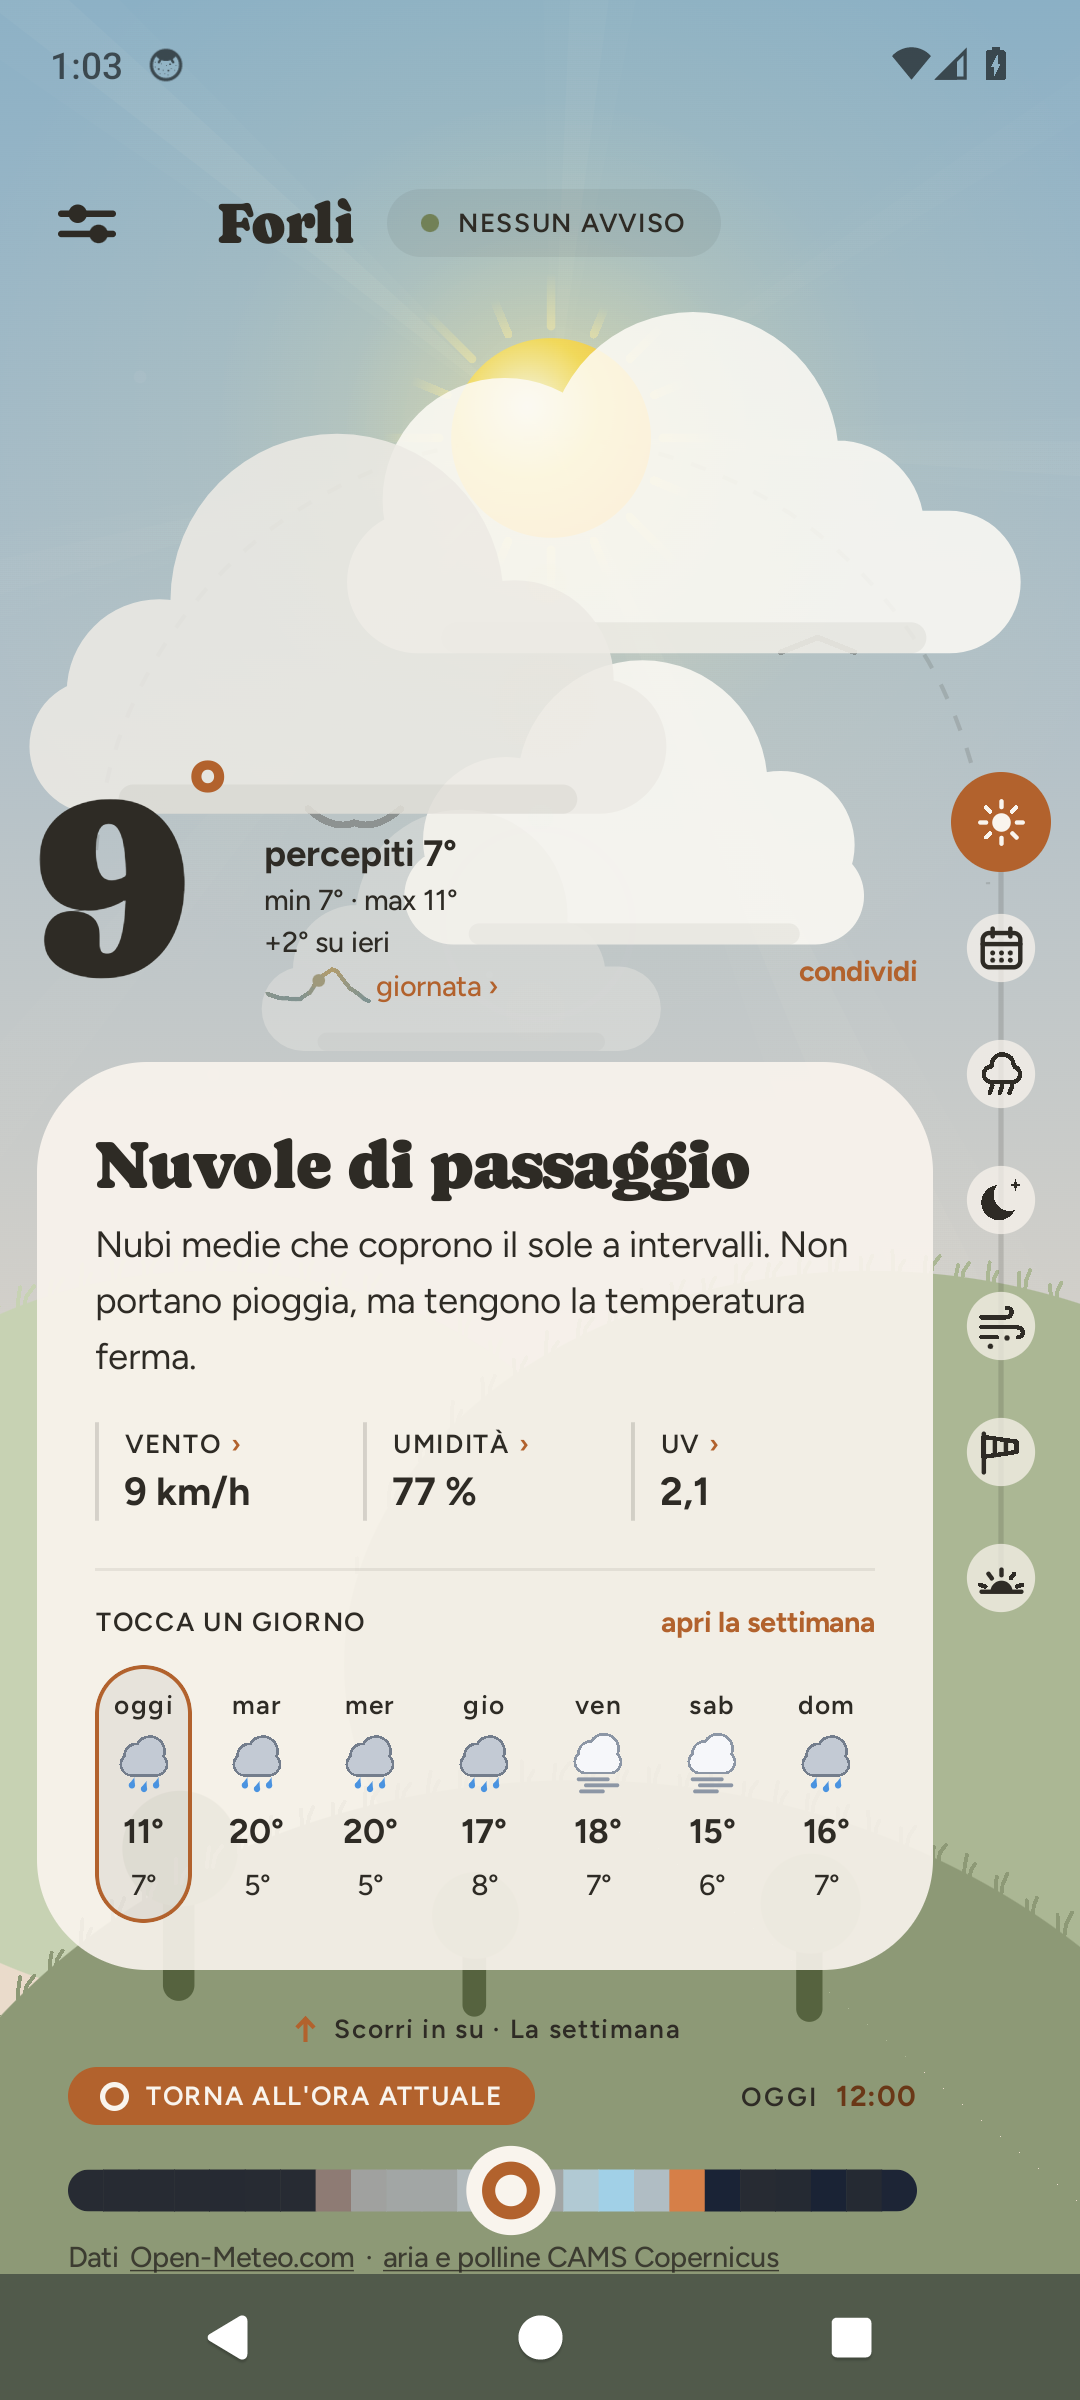 1:03
Forlì
NESSUN AVVISO
9
percepiti 7°
min 7° · max 11°
+2° su ieri
giornata ›
condividi
Nuvole di passaggio
Nubi medie che coprono il sole a intervalli. Non
portano pioggia, ma tengono la temperatura
ferma.
VENTO › UMIDITÀ › UV ›
9 km/h 77 % 2,1
TOCCA UN GIORNO apri la settimana
oggi mar mer gio ven sab dom
11° 20° 20° 17° 18° 15° 16°
7° 5° 5° 8° 7° 6° 7°
↑ Scorri in su · La settimana
TORNA ALL'ORA ATTUALE OGGI 12:00
Dati Open-Meteo.com · aria e polline CAMS Copernicus